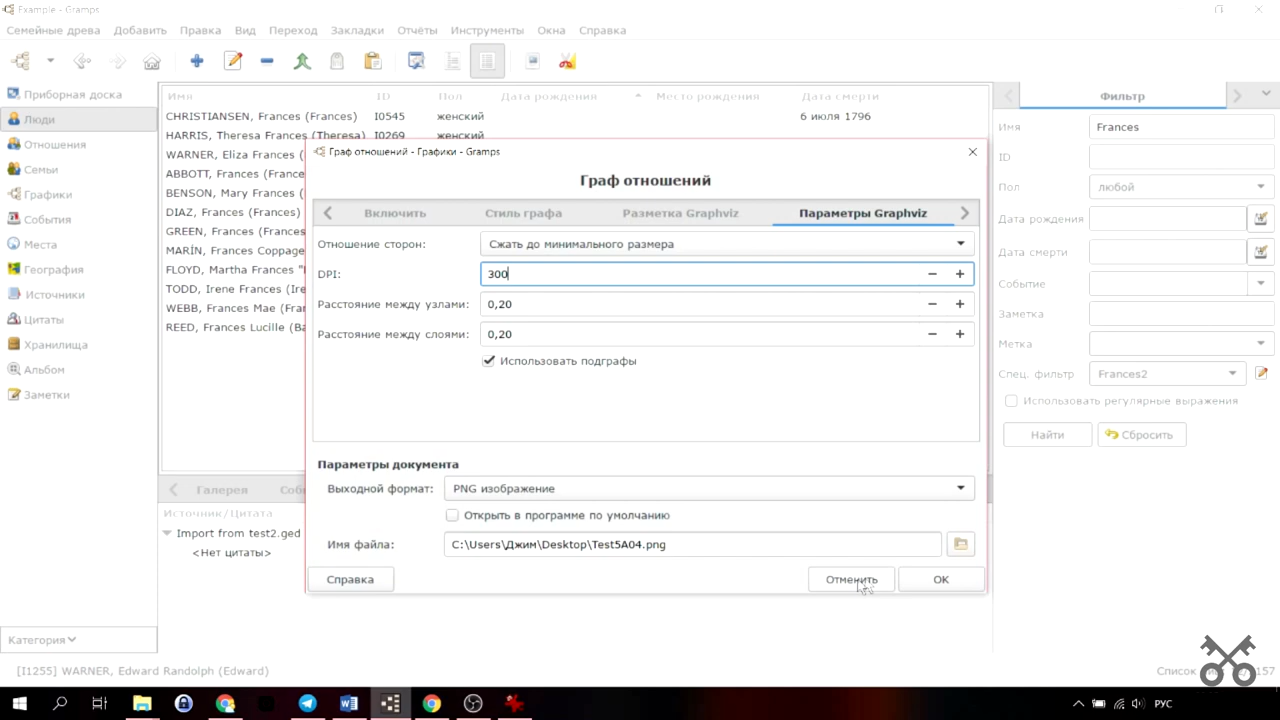 Example - Gramps
Семейные древа Добавить Правка Вид Переход Закладки Отчёты Инструменты Окна Справка
Приборная доска
Люди
Отношения
Семьи
Графики
События
Места
География
Источники
Цитаты
Хранилища
Альбом
Заметки
Категория
Имя ID Пол Дата рождения Место рождения Дата смерти
CHRISTIANSEN, Frances (Frances) I0545 женский 6 июля 1796
HARRIS, Theresa Frances (Theresa) I0269 женский
WARNER, Eliza Frances (
ABBOTT, Frances (France
BENSON, Mary Frances (
DIAZ, Frances (Frances)
GREEN, Frances (Frances
MARÍN, Frances Coppage
FLOYD, Martha Frances "
TODD, Irene Frances (Ire
WEBB, Frances Mae (Fran
REED, Frances Lucille (Ba
Галерея Соб
Источник/Цитата
Import from test2.ged
<Нет цитаты>
Граф отношений - Графики - Gramps
Граф отношений
Включить Стиль графа Разметка Graphviz Параметры Graphviz
Отношение сторон: Сжать до минимального размера
DPI: 300
Расстояние между узлами: 0,20
Расстояние между слоями: 0,20
Использовать подграфы
Параметры документа
Выходной формат: PNG изображение
Открыть в программе по умолчанию
Имя файла: C:\Users\Джим\Desktop\Test5A04.png
Справка Отменить OK
Фильтр
Имя Frances
ID
Пол любой
Дата рождения
Дата смерти
Событие
Заметка
Метка
Спец. фильтр Frances2
Использовать регулярные выражения
Найти Сбросить
[I1255] WARNER, Edward Randolph (Edward)
Список 157
РУС